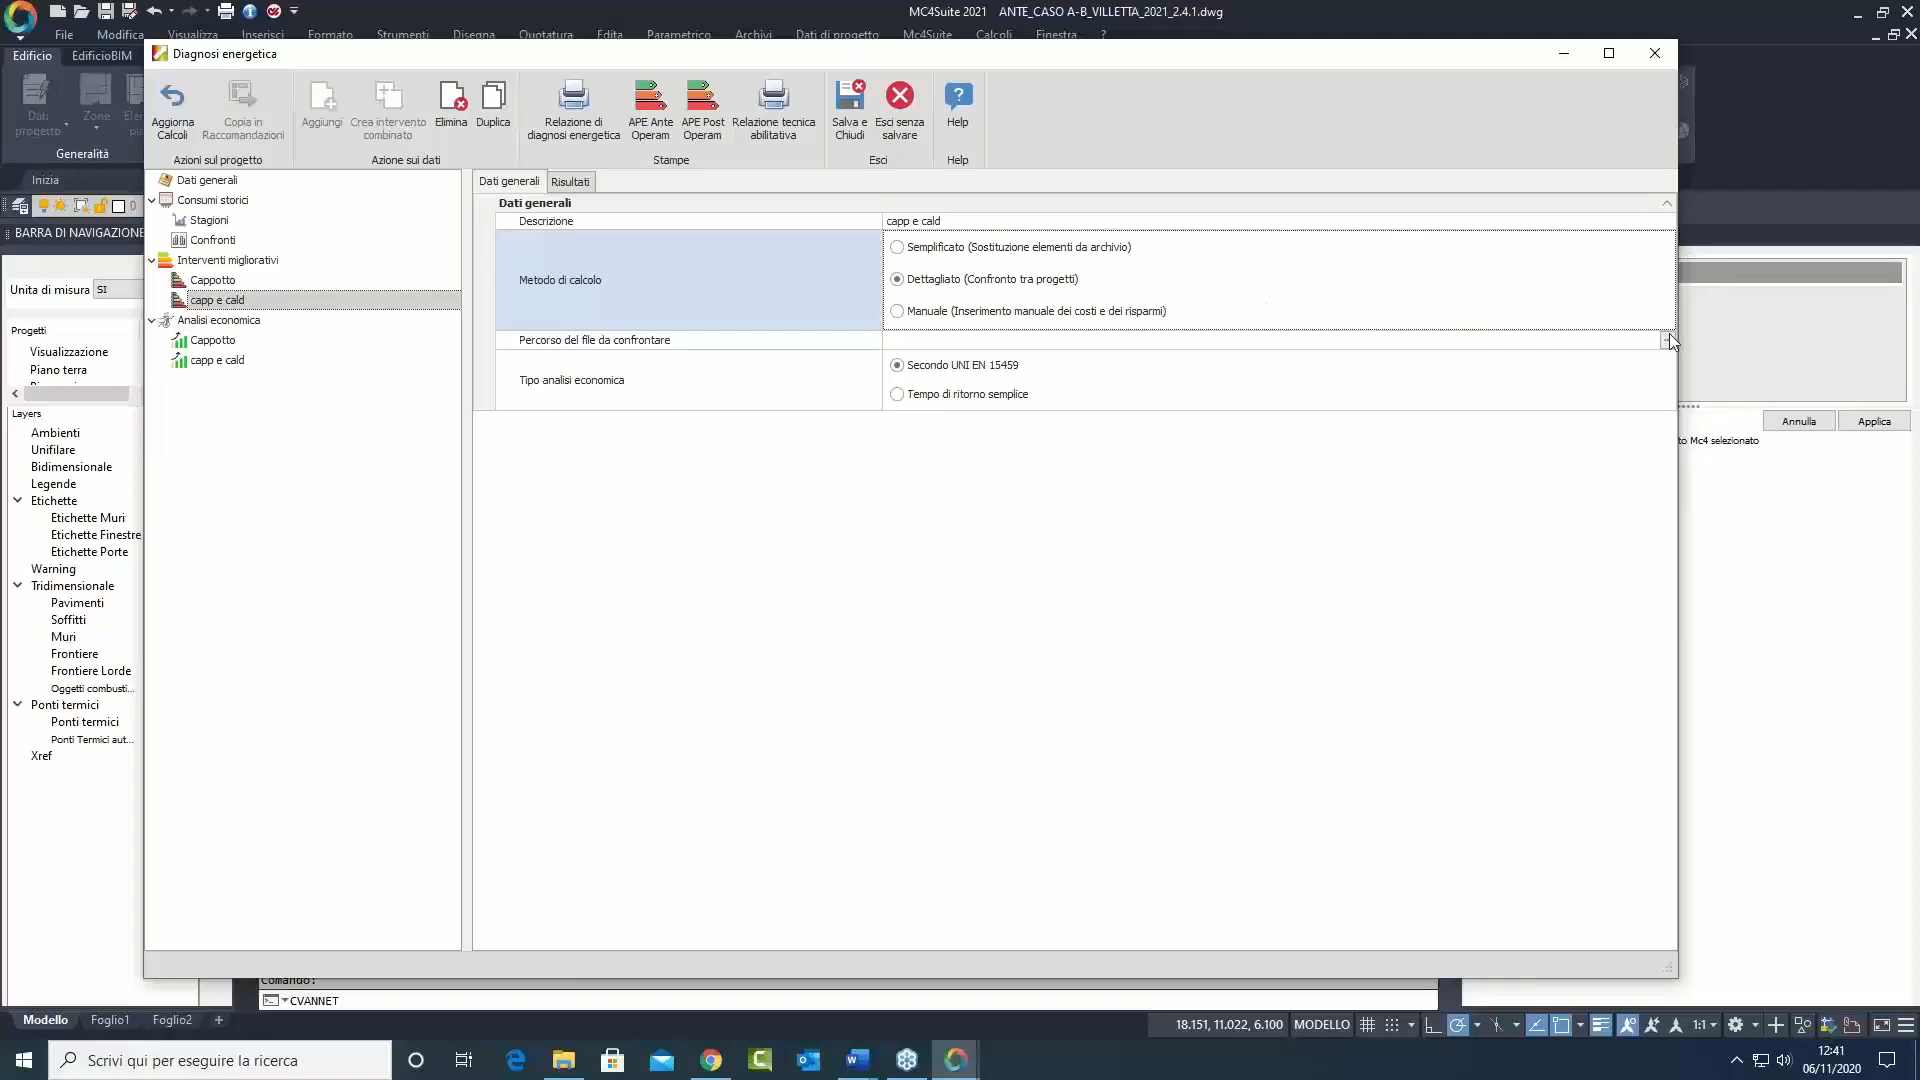 MC4Suite 2021 ANTE_CASO A-B_VILLETTA_2021_2.4.1.dwg
File Modifica Visualizza Inserisci Formato Strumenti Disegna Quotatura Edita Parametrico Archivi Dati di progetto Mc4Suite Calcoli Finestra ?
Edificio EdificioBIM
Diagnosi energetica
Dati progetto
Zone
Generalità
Inizia
Aggiorna Calcoli
Copia in Raccomandazioni
Aggiungi
Crea intervento combinato
Elimina
Duplica
Relazione di diagnosi energetica
APE Ante Operam
APE Post Operam
Relazione tecnica abilitativa
Salva e Chiudi
Esci senza salvare
Help
Azioni sul progetto
Azione sui dati
Stampe
Esci
Help
0
BARRA DI NAVIGAZIONE
Unita di misura SI
Progetti
Visualizzazione
Piano terra
Layers
Ambienti
Unifilare
Bidimensionale
Legende
Etichette
Etichette Muri
Etichette Finestre
Etichette Porte
Warning
Tridimensionale
Pavimenti
Soffitti
Muri
Frontiere
Frontiere Lorde
Oggetti combusti...
Ponti termici
Ponti termici
Ponti Termici aut...
Xref
Dati generali
Consumi storici
Stagioni
Confronti
Interventi migliorativi
Cappotto
capp e cald
Analisi economica
Cappotto
capp e cald
Dati generali Risultati
Dati generali
Descrizione capp e cald
Metodo di calcolo
Semplificato (Sostituzione elementi da archivio)
Dettagliato (Confronto tra progetti)
Manuale (Inserimento manuale dei costi e dei risparmi)
Percorso del file da confrontare
Tipo analisi economica
Secondo UNI EN 15459
Tempo di ritorno semplice
Annulla Applica
to Mc4 selezionato
Comando:
CVANNET
Modello Foglio1 Foglio2 +
18.151, 11.022, 6.100 MODELLO 1:1
Scrivi qui per eseguire la ricerca
12:41
06/11/2020